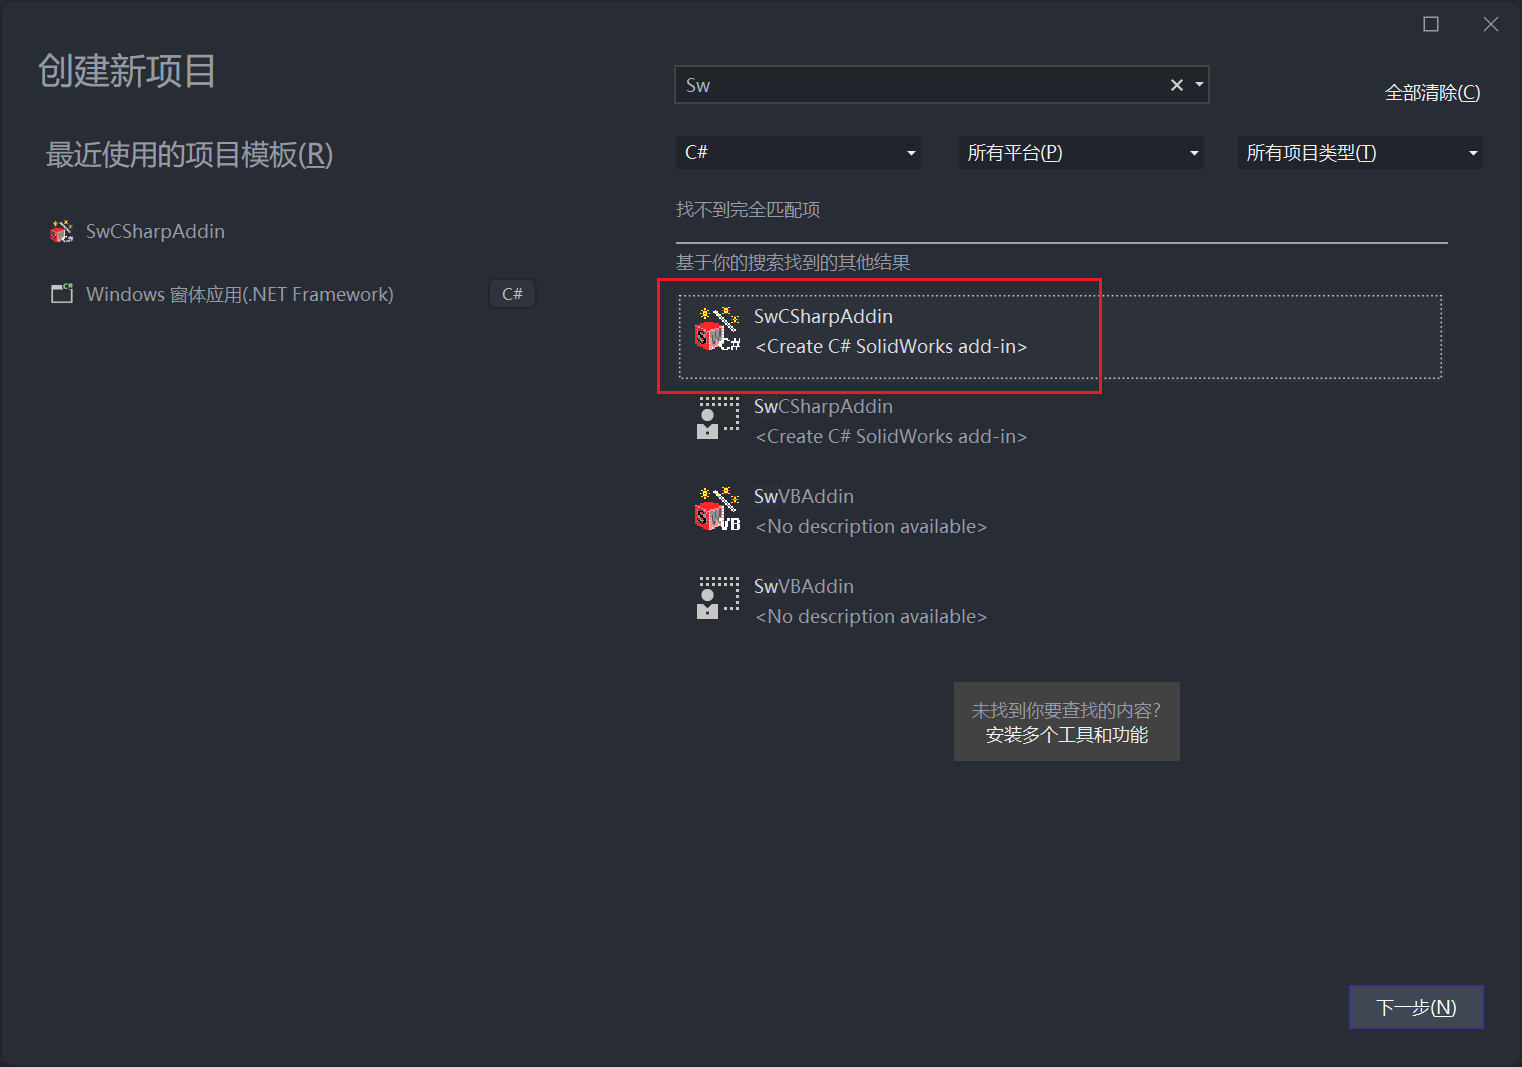 创建新项目
最近使用的项目模板(R)
SwCSharpAddin
Windows 窗体应用(.NET Framework)
C#
Sw
全部清除(C)
C#
所有平台(P)
所有项目类型(T)
找不到完全匹配项
基于你的搜索找到的其他结果
SwCSharpAddin
<Create C# SolidWorks add-in>
SwCSharpAddin
<Create C# SolidWorks add-in>
SwVBAddin
<No description available>
SwVBAddin
<No description available>
未找到你要查找的内容?
安装多个工具和功能
下一步(N)